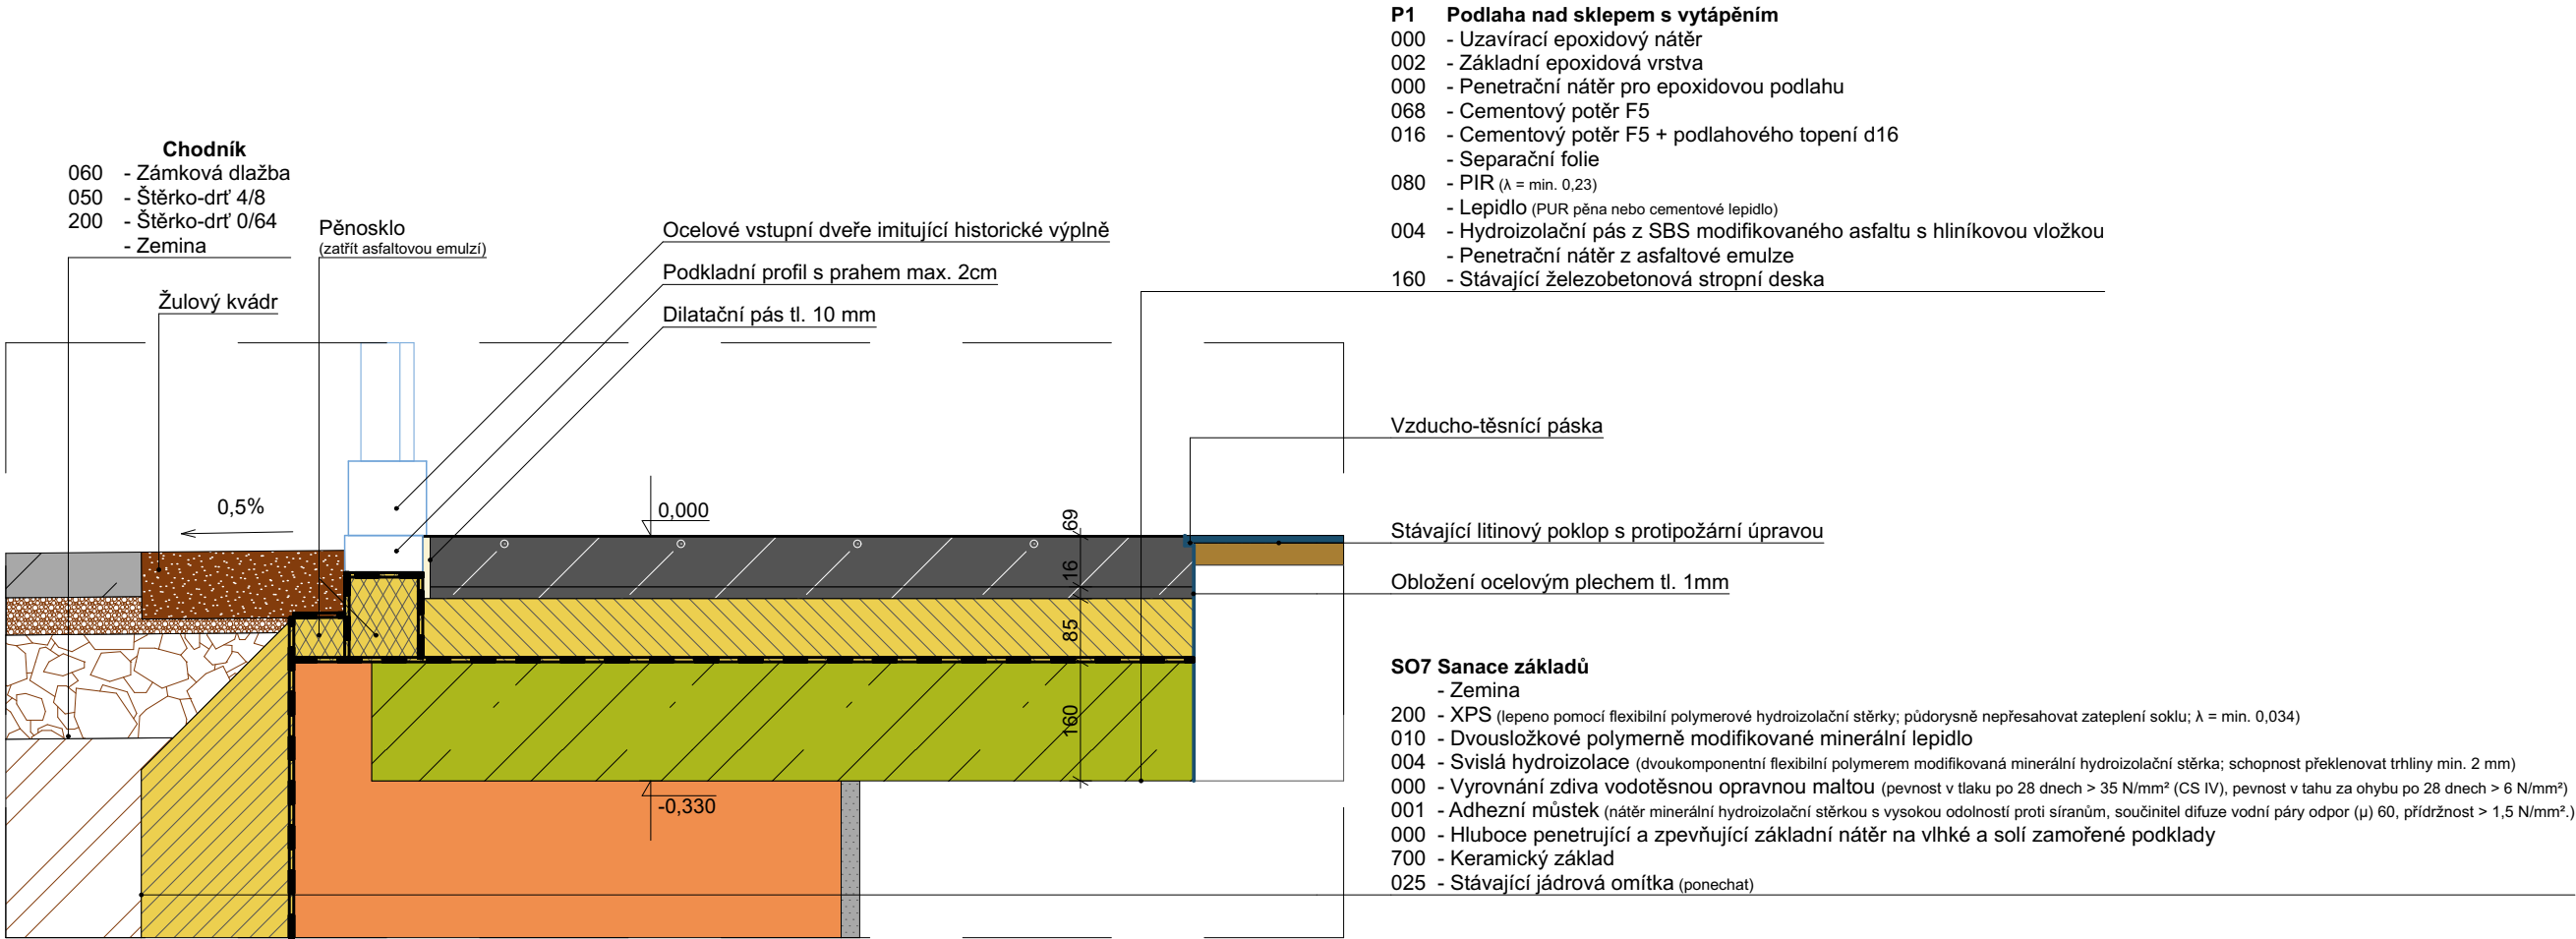 P1 Podlaha nad sklepem s vytápěním
000 - Uzavírací epoxidový nátěr
002 - Základní epoxidová vrstva
000 - Penetrační nátěr pro epoxidovou podlahu
068 - Cementový potěr F5
016 - Cementový potěr F5 + podlahového topení d16
- Separační folie
080 - PIR (λ = min. 0,23)
- Lepidlo (PUR pěna nebo cementové lepidlo)
004 - Hydroizolační pás z SBS modifikovaného asfaltu s hliníkovou vložkou
- Penetrační nátěr z asfaltové emulze
160 - Stávající železobetonová stropní deska
Chodník
060 - Zámková dlažba
050 - Štěrko-drť 4/8
200 - Štěrko-drť 0/64
- Zemina
Pěnosklo
(zatřít asfaltovou emulzí)
Žulový kvádr
Ocelové vstupní dveře imitující historické výplně
Podkladní profil s prahem max. 2cm
Dilatační pás tl. 10 mm
Vzducho-těsnící páska
0,5%
0,000
69
16
85
160
-0,330
Stávající litinový poklop s protipožární úpravou
Obložení ocelovým plechem tl. 1mm
SO7 Sanace základů
- Zemina
200 - XPS (lepeno pomocí flexibilní polymerové hydroizolační stěrky; půdorysně nepřesahovat zateplení soklu; λ = min. 0,034)
010 - Dvousložkové polymerně modifikované minerální lepidlo
004 - Svislá hydroizolace (dvoukomponentní flexibilní polymerem modifikovaná minerální hydroizolační stěrka; schopnost překlenovat trhliny min. 2 mm)
000 - Vyrovnání zdiva vodotěsnou opravnou maltou (pevnost v tlaku po 28 dnech > 35 N/mm² (CS IV), pevnost v tahu za ohybu po 28 dnech > 6 N/mm²)
001 - Adhezní můstek (nátěr minerální hydroizolační stěrkou s vysokou odolností proti síranům, součinitel difuze vodní páry odpor (μ) 60, přídržnost > 1,5 N/mm².)
000 - Hluboce penetrující a zpevňující základní nátěr na vlhké a solí zamořené podklady
700 - Keramický základ
025 - Stávající jádrová omítka (ponechat)